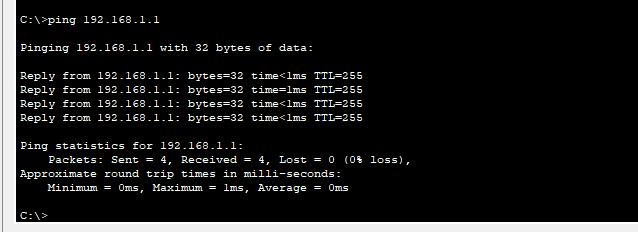 C:\>ping 192.168.1.1
Pinging 192.168.1.1 with 32 bytes of data:
Reply from 192.168.1.1: bytes=32 time<1ms TTL=255
Reply from 192.168.1.1: bytes=32 time=1ms TTL=255
Reply from 192.168.1.1: bytes=32 time<1ms TTL=255
Reply from 192.168.1.1: bytes=32 time<1ms TTL=255
Ping statistics for 192.168.1.1:
    Packets: Sent = 4, Received = 4, Lost = 0 (0% loss),
Approximate round trip times in milli-seconds:
    Minimum = 0ms, Maximum = 1ms, Average = 0ms
C:\>